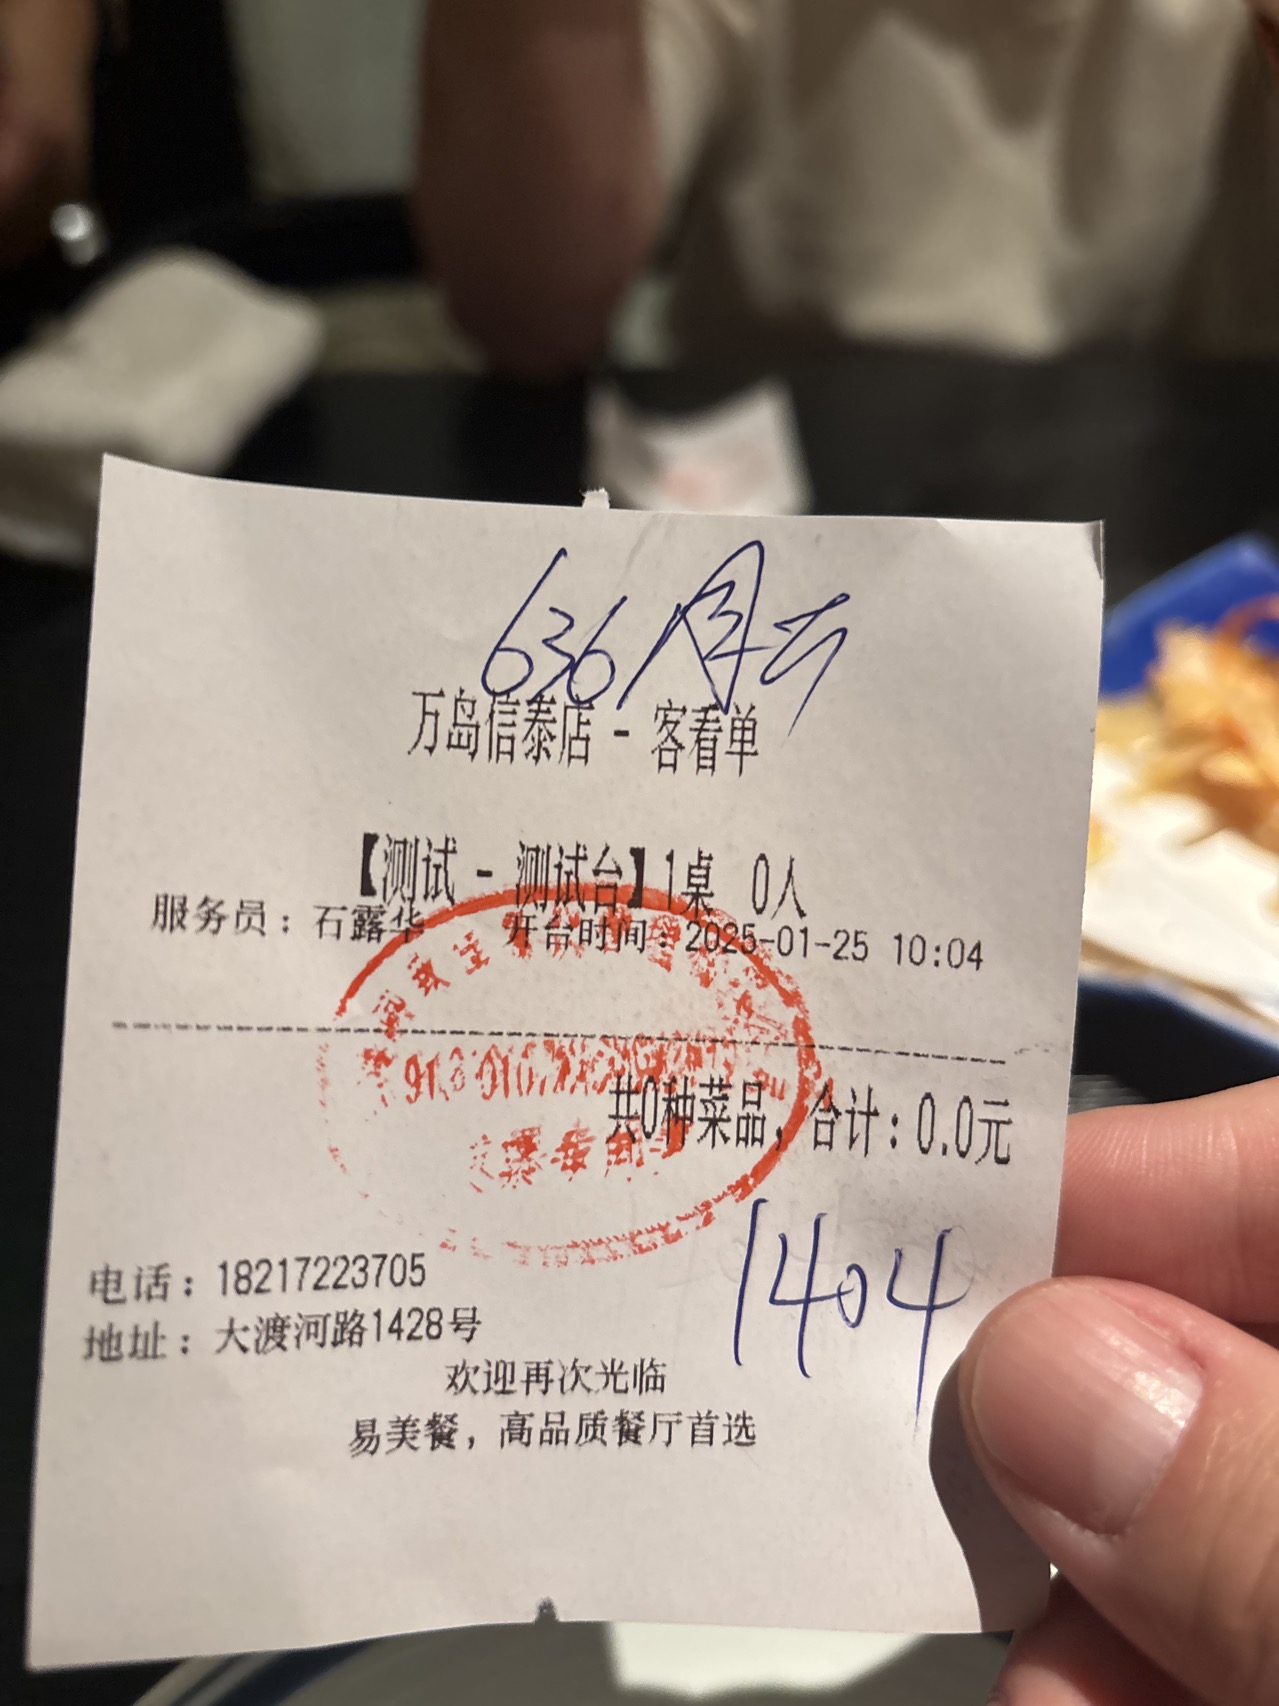 636
万岛信泰店 - 客看单
【测试 - 测试台】1桌 0人
服务员：石露华 开台时间：2025-01-25 10:04
共0种菜品，合计：0.0元
1404
电话：18217223705
地址：大渡河路1428号
欢迎再次光临
易美餐，高品质餐厅首选